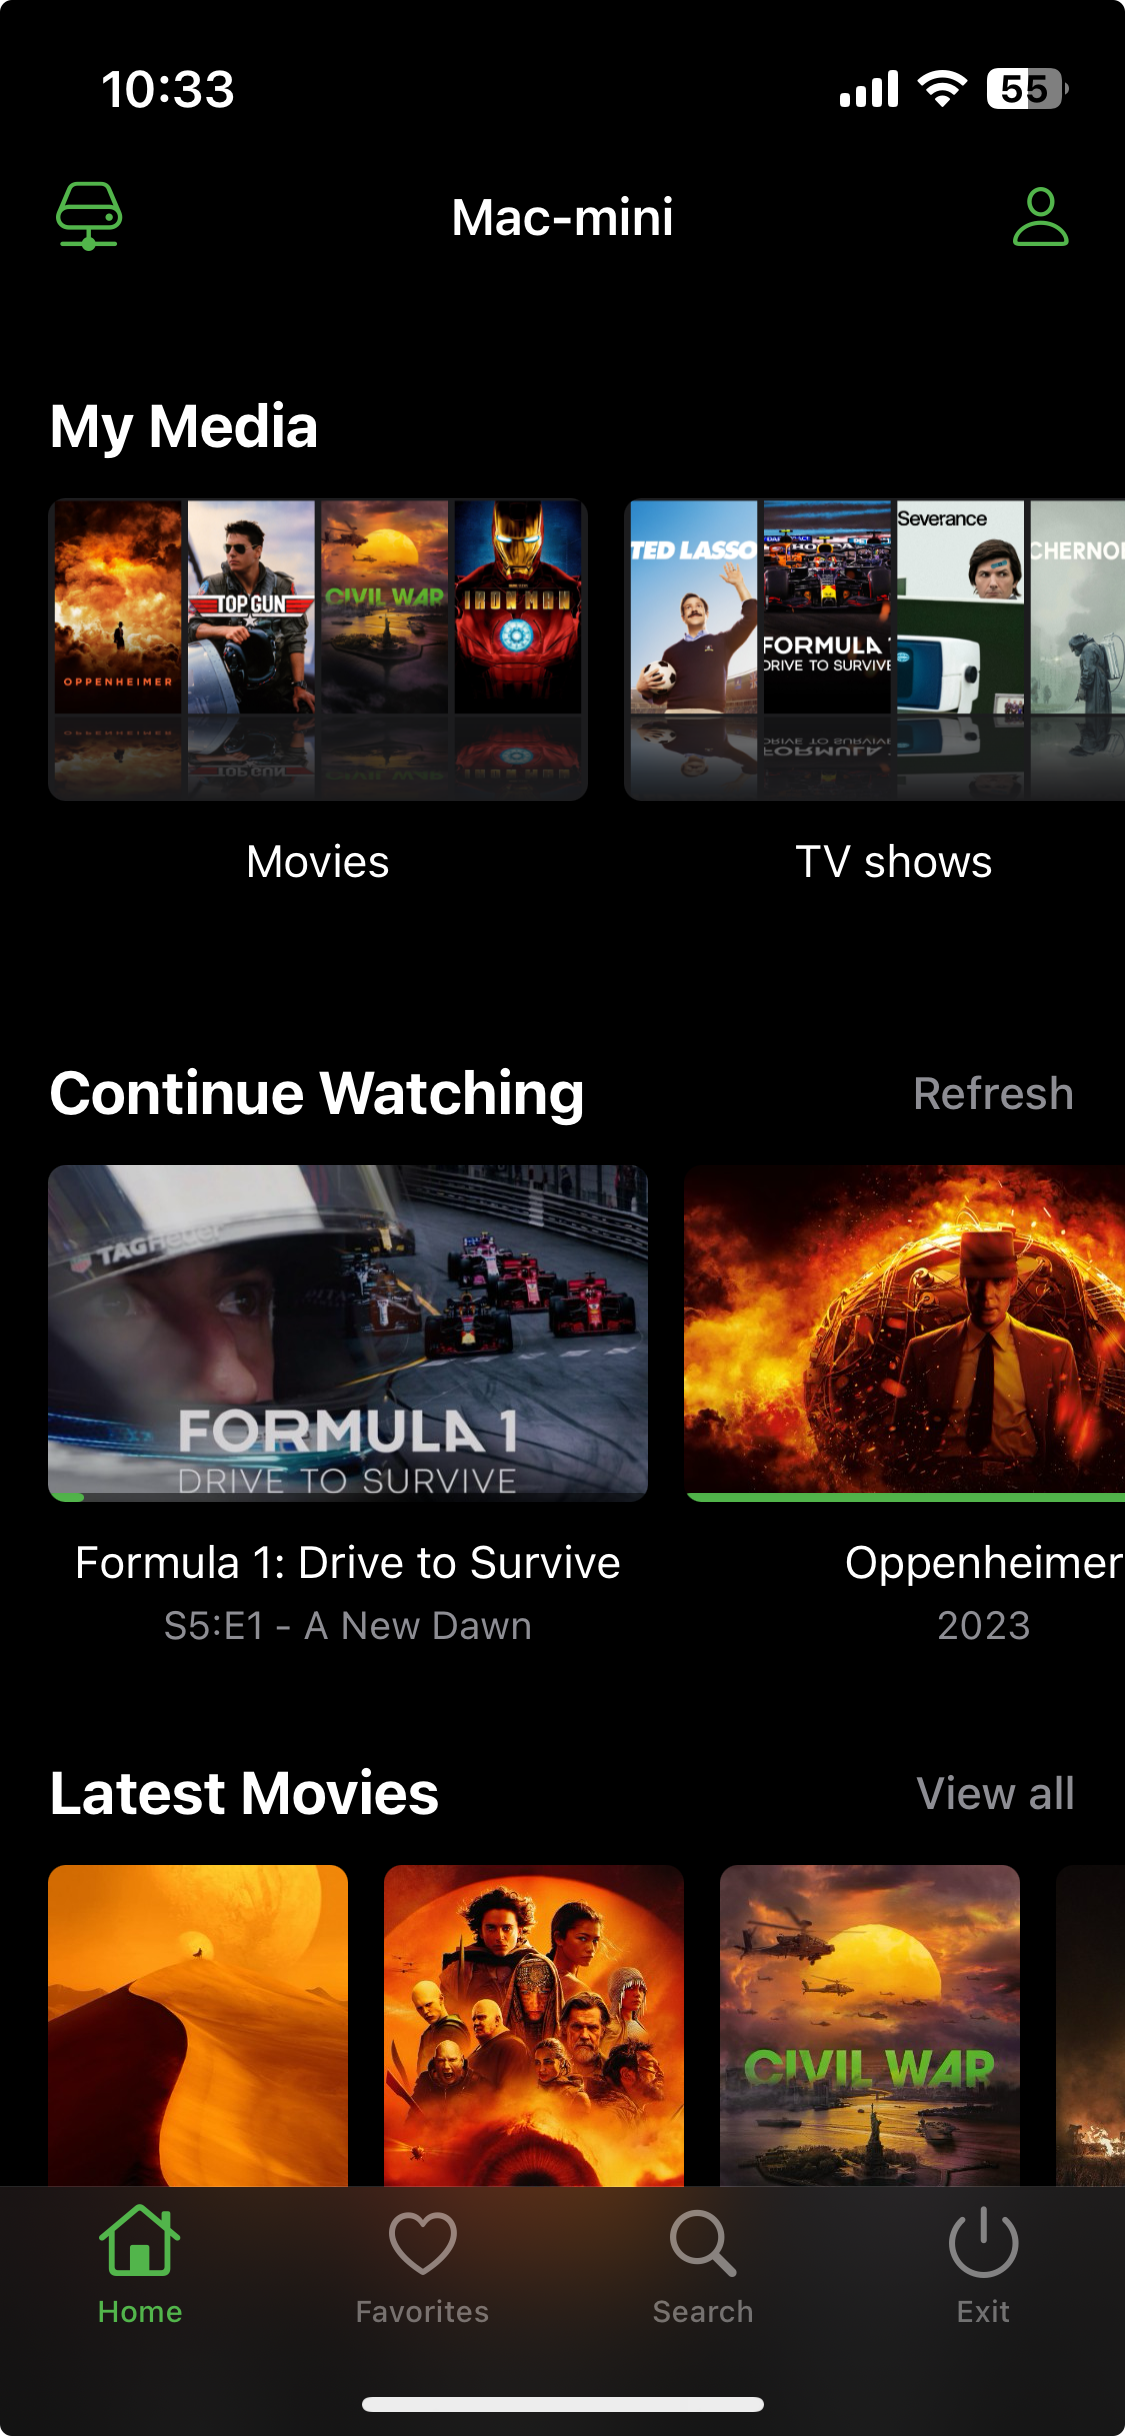 10:33
55
Mac-mini
My Media
OPPENHEIMER
TOP GUN
CIVIL WAR
IRON MAN
TED LASSO
FORMULA 1
DRIVE TO SURVIVE
Severance
CHERNO
Movies
TV shows
Continue Watching
Refresh
TAGHeuer
FORMULA 1
DRIVE TO SURVIVE
Formula 1: Drive to Survive
S5:E1 - A New Dawn
Oppenheimer
2023
Latest Movies
View all
CIVIL WAR
Home
Favorites
Search
Exit